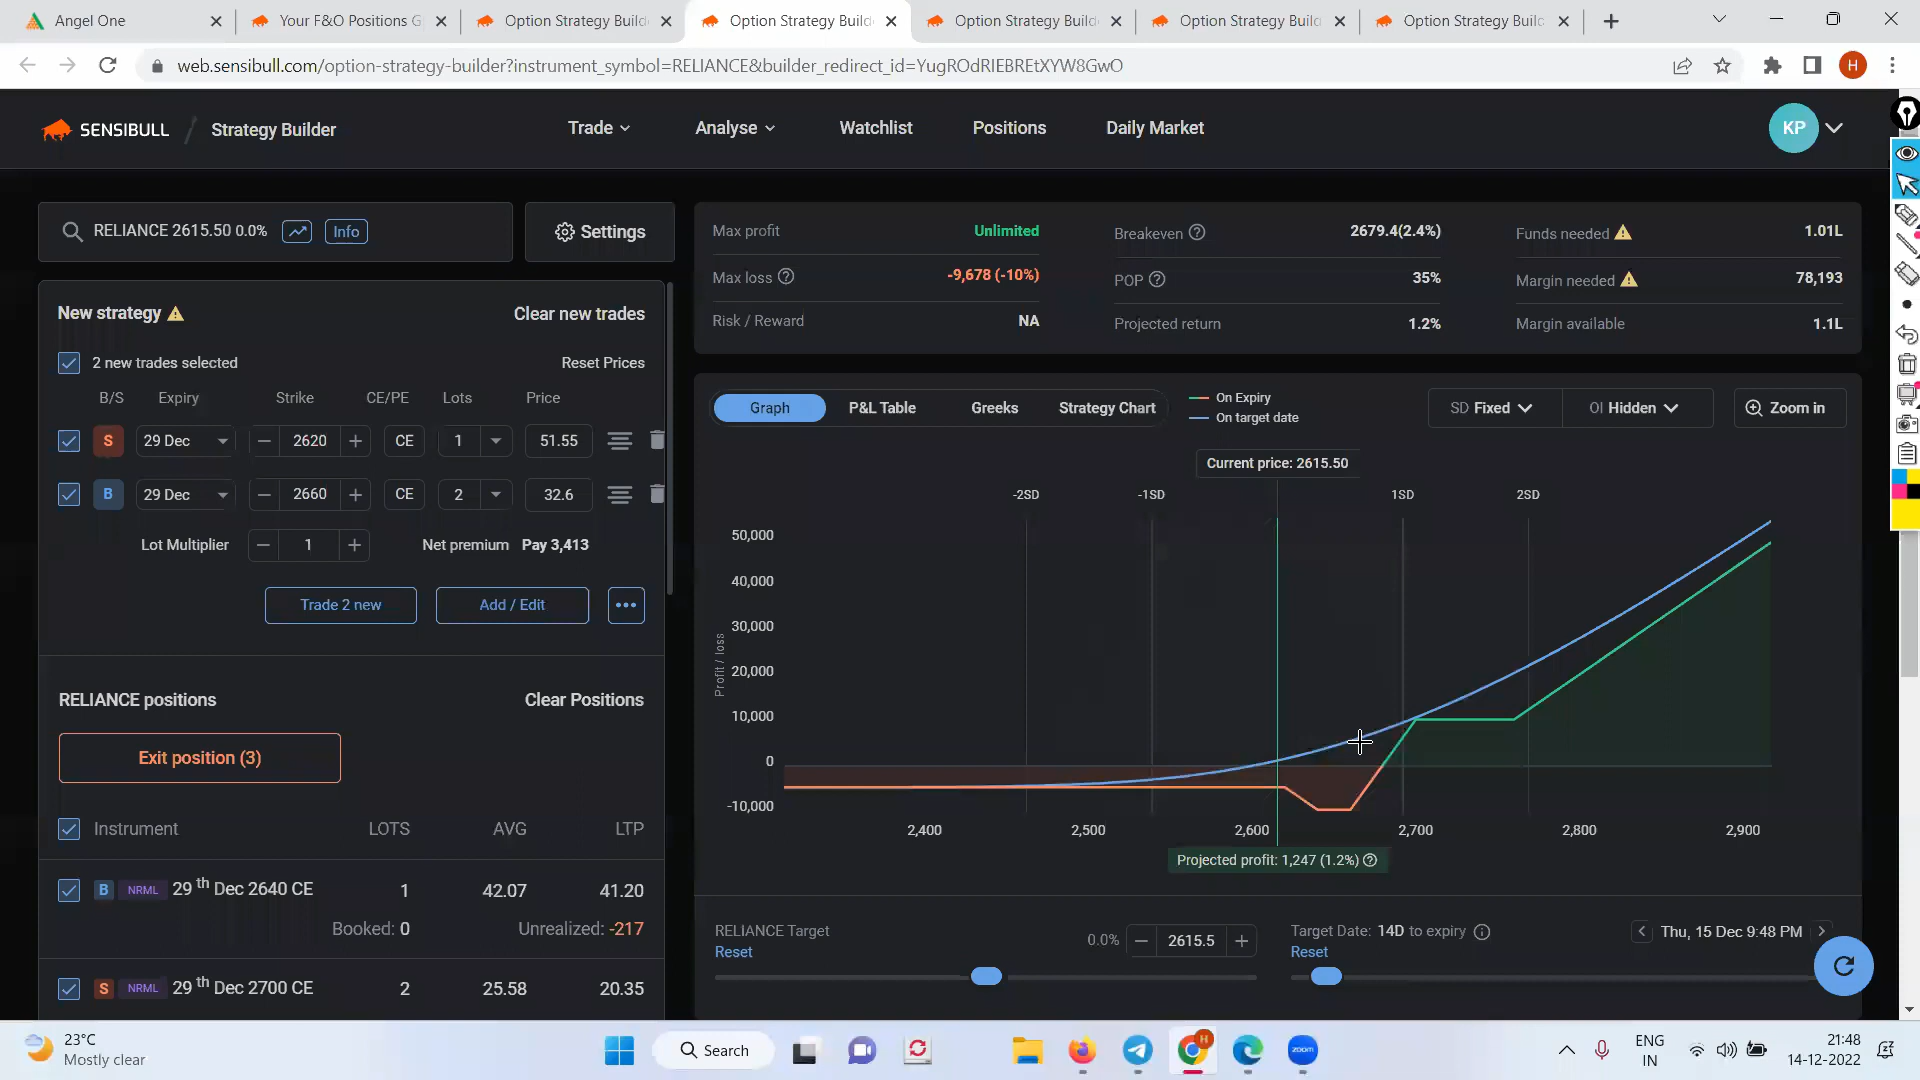 Angel One
Your F&O Positions G
Option Strategy Builde
Option Strategy Builde
Option Strategy Builde
Option Strategy Build
Option Strategy Builc
web.sensibull.com/option-strategy-builder?instrument_symbol=RELIANCE&builder_redirect_id=YugROdRIEBREtXYW8GwO
H
SENSIBULL / Strategy Builder
Trade
Analyse
Watchlist
Positions
Daily Market
KP
RELIANCE 2615.50 0.0%
Info
Settings
New strategy
Clear new trades
2 new trades selected
Reset Prices
B/S Expiry Strike CE/PE Lots Price
S 29 Dec − 2620 + CE 1 51.55
B 29 Dec − 2660 + CE 2 32.6
Lot Multiplier − 1 + Net premium Pay 3,413
Trade 2 new
Add / Edit
RELIANCE positions
Clear Positions
Exit position (3)
Instrument LOTS AVG LTP
B NRML 29 th Dec 2640 CE 1 42.07 41.20
Booked: 0 Unrealized: -217
S NRML 29 th Dec 2700 CE 2 25.58 20.35
Max profit Unlimited
Max loss -9,678 (-10%)
Risk / Reward NA
Breakeven 2679.4(2.4%)
POP 35%
Projected return 1.2%
Funds needed 1.01L
Margin needed 78,193
Margin available 1.1L
Graph
P&L Table
Greeks
Strategy Chart
On Expiry
On target date
SD Fixed
OI Hidden
Zoom in
Current price: 2615.50
-2SD -1SD 1SD 2SD
50,000
40,000
30,000
20,000
10,000
0
-10,000
Profit / loss
2,400 2,500 2,600 2,700 2,800 2,900
Projected profit: 1,247 (1.2%)
RELIANCE Target
Reset
0.0% − 2615.5 +
Target Date: 14D to expiry
Reset
Thu, 15 Dec 9:48 PM
23°C
Mostly clear
Search
H
zoom
ENG
IN
21:48
14-12-2022